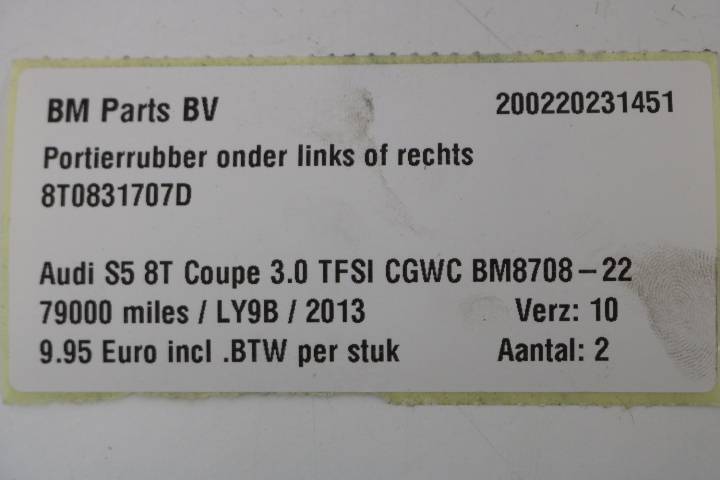 BM Parts BV 200220231451
Portierrubber onder links of rechts
8T0831707D
Audi S5 8T Coupe 3.0 TFSI CGWC BM8708-22
79000 miles / LY9B / 2013 Verz: 10
9.95 Euro incl .BTW per stuk Aantal: 2